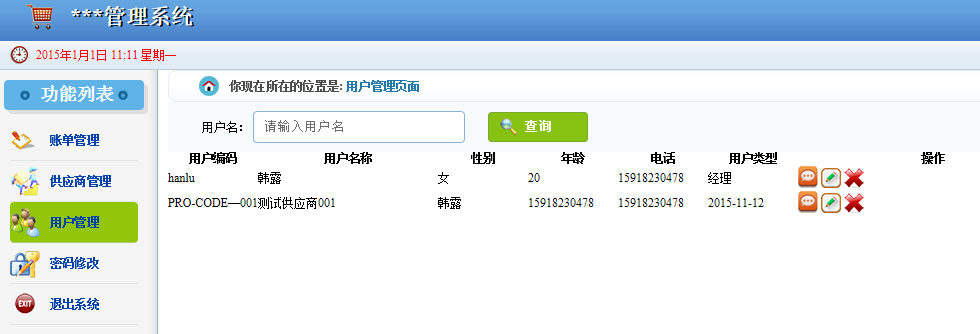 ***管理系统
2015年1月1日 11:11 星期一
功能列表
账单管理
供应商管理
用户管理
密码修改
EXIT 退出系统
你现在所在的位置是: 用户管理页面
用户名: 请输入用户名 查询
用户编码 用户名称 性别 年龄 电话 用户类型 操作
hanlu 韩露 女 20 15918230478 经理
PRO-CODE—001测试供应商001 韩露 15918230478 15918230478 2015-11-12